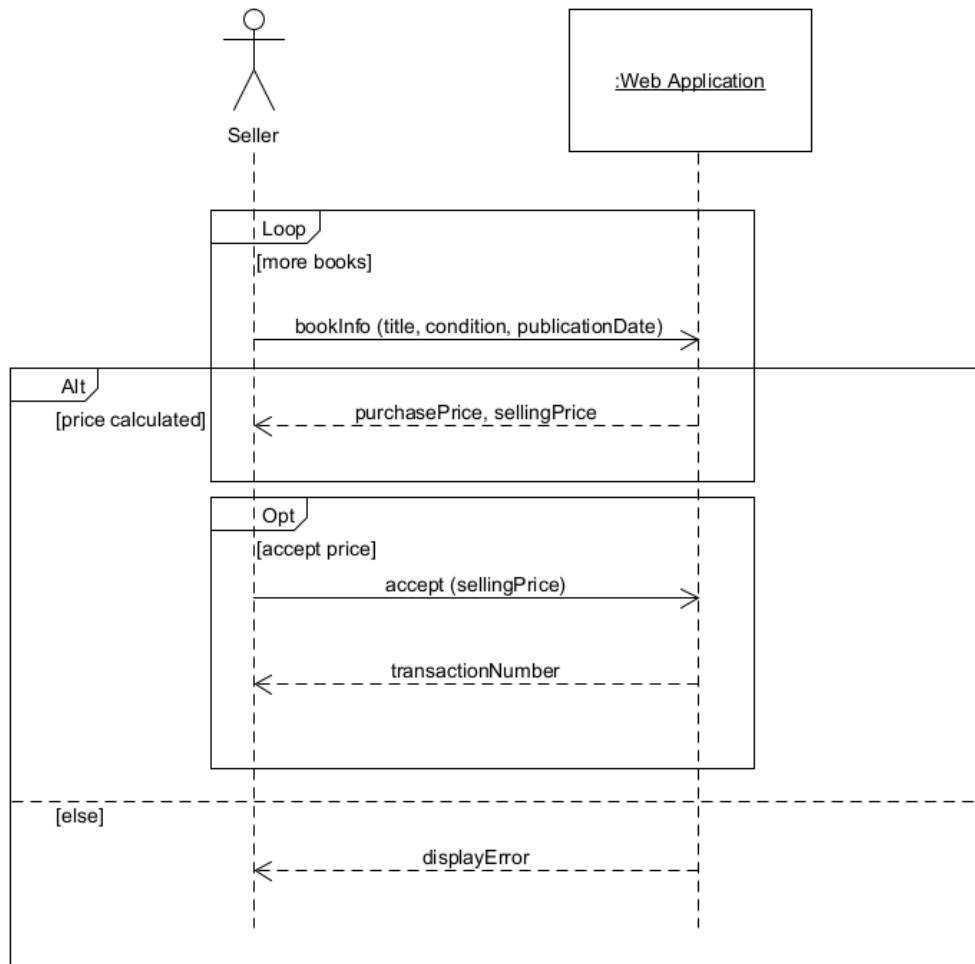 Seller
:Web Application
Loop
[more books]
bookInfo (title, condition, publicationDate)
Alt
[price calculated]
purchasePrice, sellingPrice
Opt
[accept price]
accept (sellingPrice)
transactionNumber
[else]
displayError